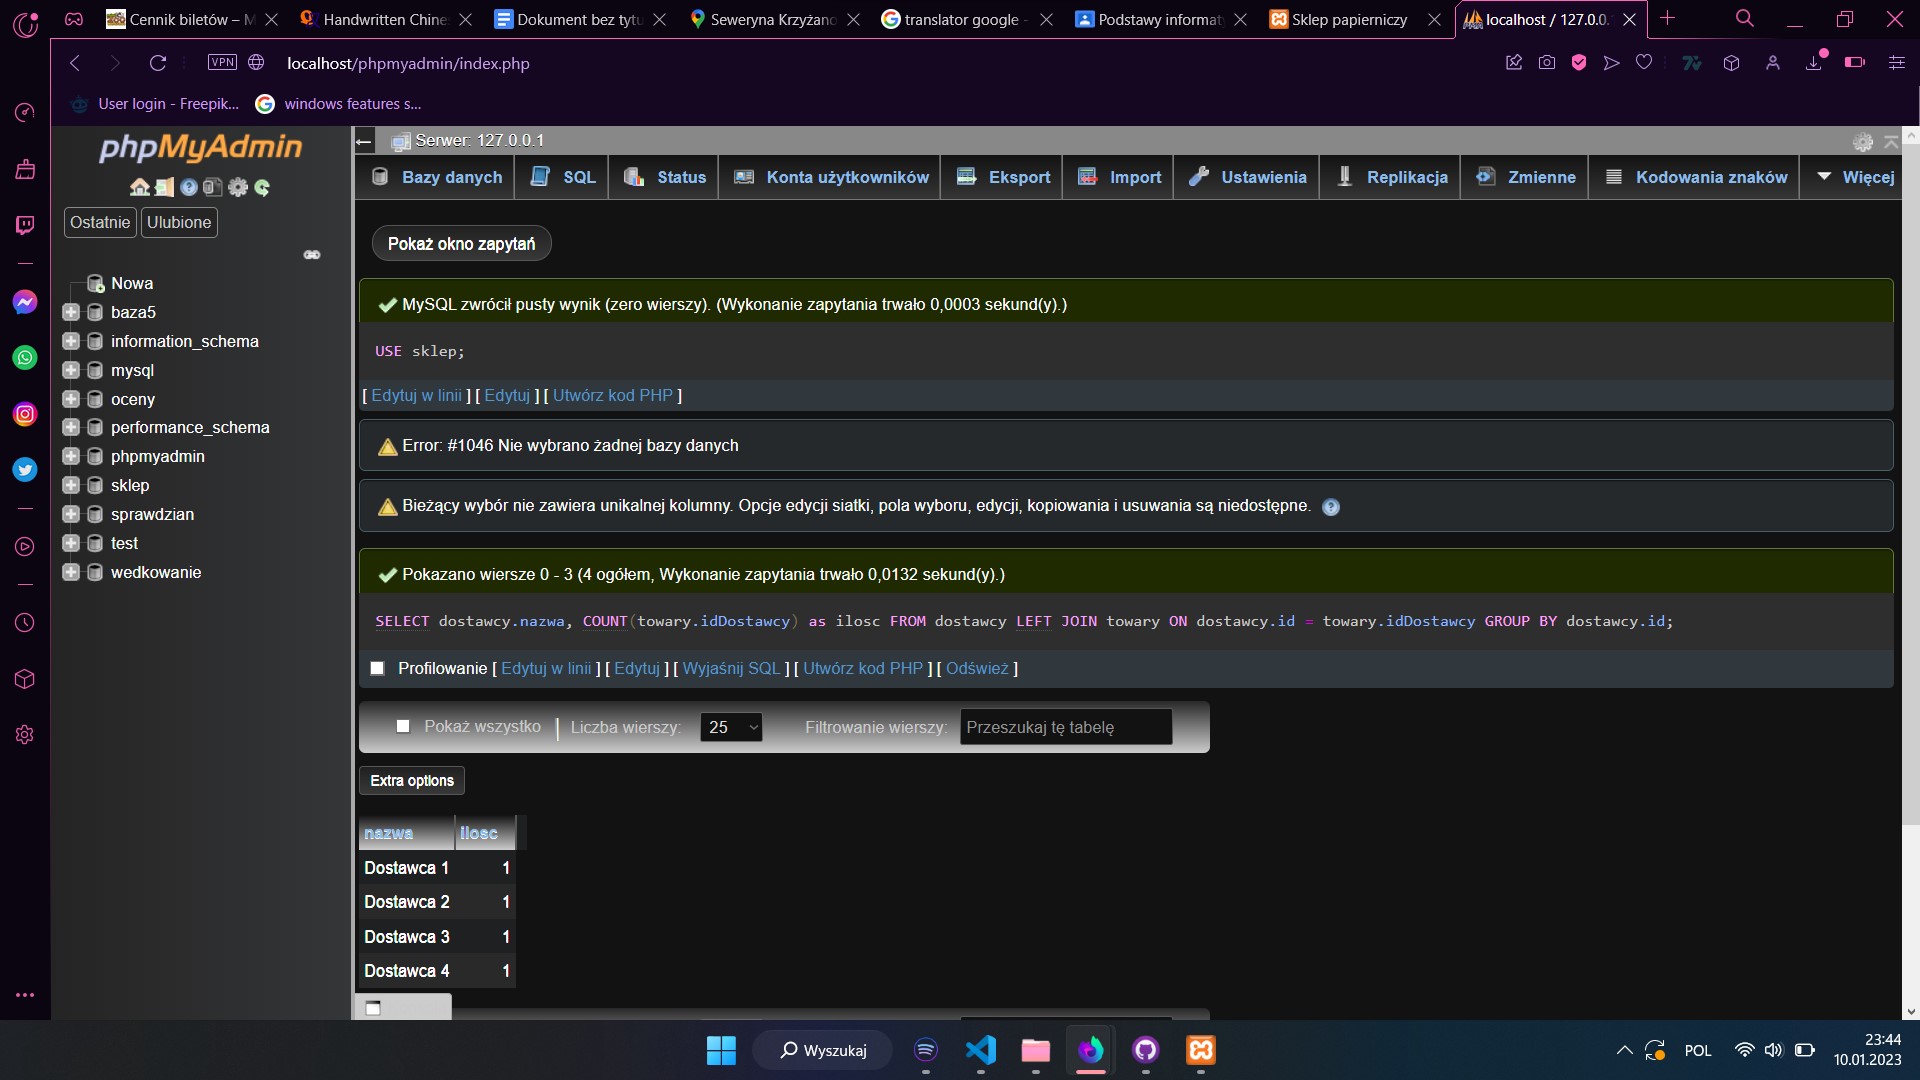 Cennik biletów – M
Handwritten Chine
Dokument bez tytu
Seweryna Krzyżano
translator google -
Podstawy informat
Sklep papierniczy
localhost / 127.0.0.
VPN
localhost/phpmyadmin/index.php
User login - Freepik...
windows features s...
phpMyAdmin
Ostatnie
Ulubione
Nowa
baza5
information_schema
mysql
oceny
performance_schema
phpmyadmin
sklep
sprawdzian
test
wedkowanie
Serwer: 127.0.0.1
Bazy danych
SQL
Status
Konta użytkowników
Eksport
Import
Ustawienia
Replikacja
Zmienne
Kodowania znaków
Więcej
Pokaż okno zapytań
MySQL zwrócił pusty wynik (zero wierszy). (Wykonanie zapytania trwało 0,0003 sekund(y).)
USE sklep;
[ Edytuj w linii ] [ Edytuj ] [ Utwórz kod PHP ]
Error: #1046 Nie wybrano żadnej bazy danych
Bieżący wybór nie zawiera unikalnej kolumny. Opcje edycji siatki, pola wyboru, edycji, kopiowania i usuwania są niedostępne.
Pokazano wiersze 0 - 3 (4 ogółem, Wykonanie zapytania trwało 0,0132 sekund(y).)
SELECT dostawcy.nazwa, COUNT(towary.idDostawcy) as ilosc FROM dostawcy LEFT JOIN towary ON dostawcy.id = towary.idDostawcy GROUP BY dostawcy.id;
Profilowanie [ Edytuj w linii ] [ Edytuj ] [ Wyjaśnij SQL ] [ Utwórz kod PHP ] [ Odśwież ]
Pokaż wszystko | Liczba wierszy: 25 Filtrowanie wierszy: Przeszukaj tę tabelę
Extra options
nazwa ilosc
Dostawca 1 1
Dostawca 2 1
Dostawca 3 1
Dostawca 4 1
Wyszukaj
POL
23:44
10.01.2023